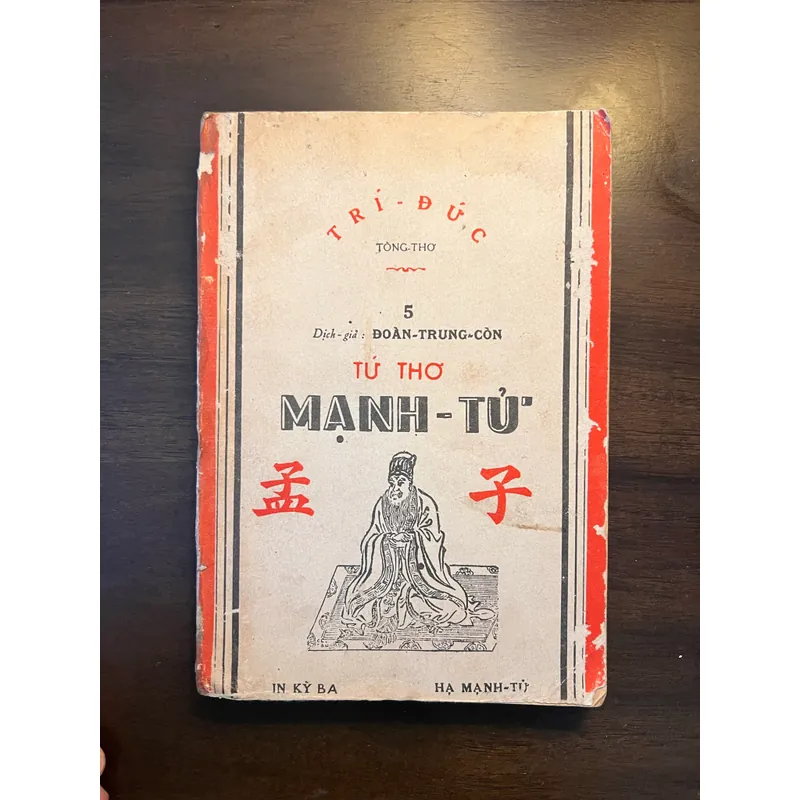 TRÍ-ĐỨC
TÒNG-THƠ
5
Dịch-giả: ĐOÀN-TRUNG-CÒN
TỨ THƠ
MẠNH-TỬ
孟 子
IN KỲ BA HẠ MẠNH-TỬ